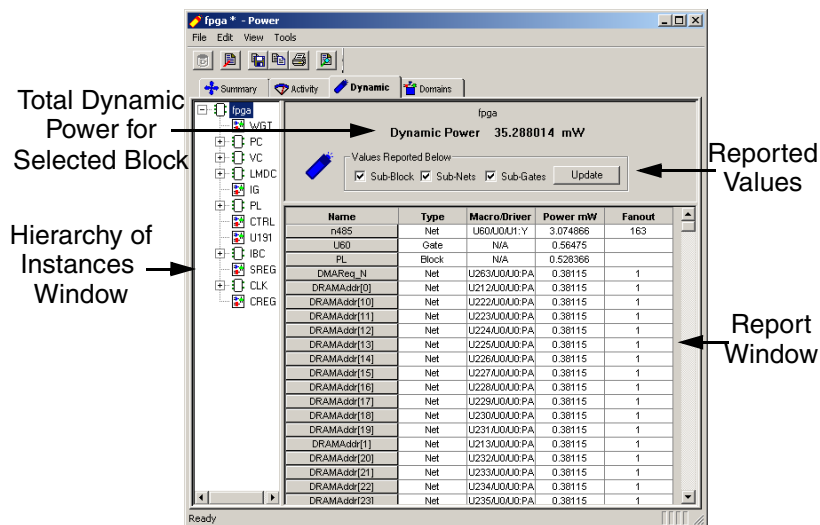 fpga * - Power
File Edit View Tools
Summary Activity Dynamic Domains
Total Dynamic
Power for
Selected Block
Hierarchy of
Instances
Window
Reported
Values
Report
Window
fpga
WGT
PC
VC
LMDC
IG
PL
CTRL
U191
IBC
SREG
CLK
CREG
fpga
Dynamic Power 35.288014 mW
Values Reported Below
Sub-Block Sub-Nets Sub-Gates Update
Name Type Macro/Driver Power mW Fanout
n485 Net U60/U0/U1:Y 3.074866 163
U60 Gate N/A 0.56475
PL Block N/A 0.528366
DMAReq_N Net U263/U0/U0:PA 0.38115 1
DRAMAddr[0] Net U212/U0/U0:PA 0.38115 1
DRAMAddr[10] Net U222/U0/U0:PA 0.38115 1
DRAMAddr[11] Net U223/U0/U0:PA 0.38115 1
DRAMAddr[12] Net U224/U0/U0:PA 0.38115 1
DRAMAddr[13] Net U225/U0/U0:PA 0.38115 1
DRAMAddr[14] Net U226/U0/U0:PA 0.38115 1
DRAMAddr[15] Net U227/U0/U0:PA 0.38115 1
DRAMAddr[16] Net U228/U0/U0:PA 0.38115 1
DRAMAddr[17] Net U229/U0/U0:PA 0.38115 1
DRAMAddr[18] Net U230/U0/U0:PA 0.38115 1
DRAMAddr[19] Net U231/U0/U0:PA 0.38115 1
DRAMAddr[1] Net U213/U0/U0:PA 0.38115 1
DRAMAddr[20] Net U232/U0/U0:PA 0.38115 1
DRAMAddr[21] Net U233/U0/U0:PA 0.38115 1
DRAMAddr[22] Net U234/U0/U0:PA 0.38115 1
DRAMAddr[23] Net U235/U0/U0:PA 0.38115 1
Ready